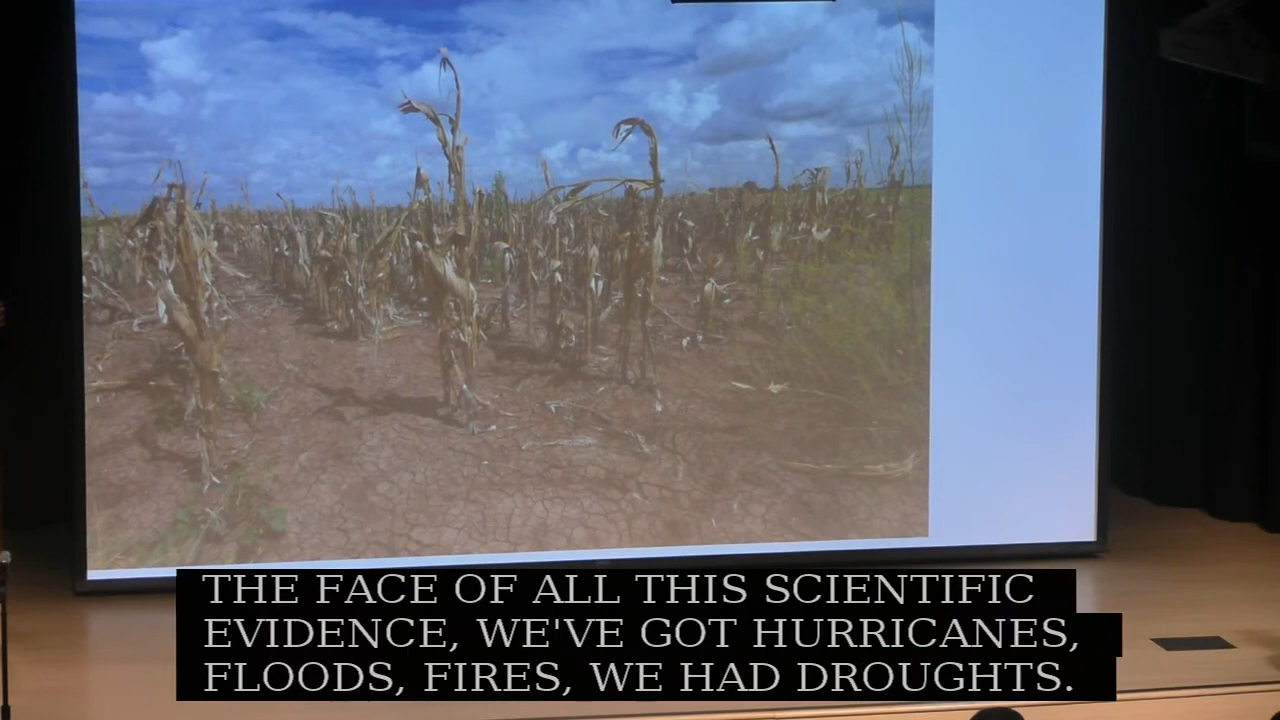 THE FACE OF ALL THIS SCIENTIFIC
EVIDENCE, WE'VE GOT HURRICANES,
FLOODS, FIRES, WE HAD DROUGHTS.